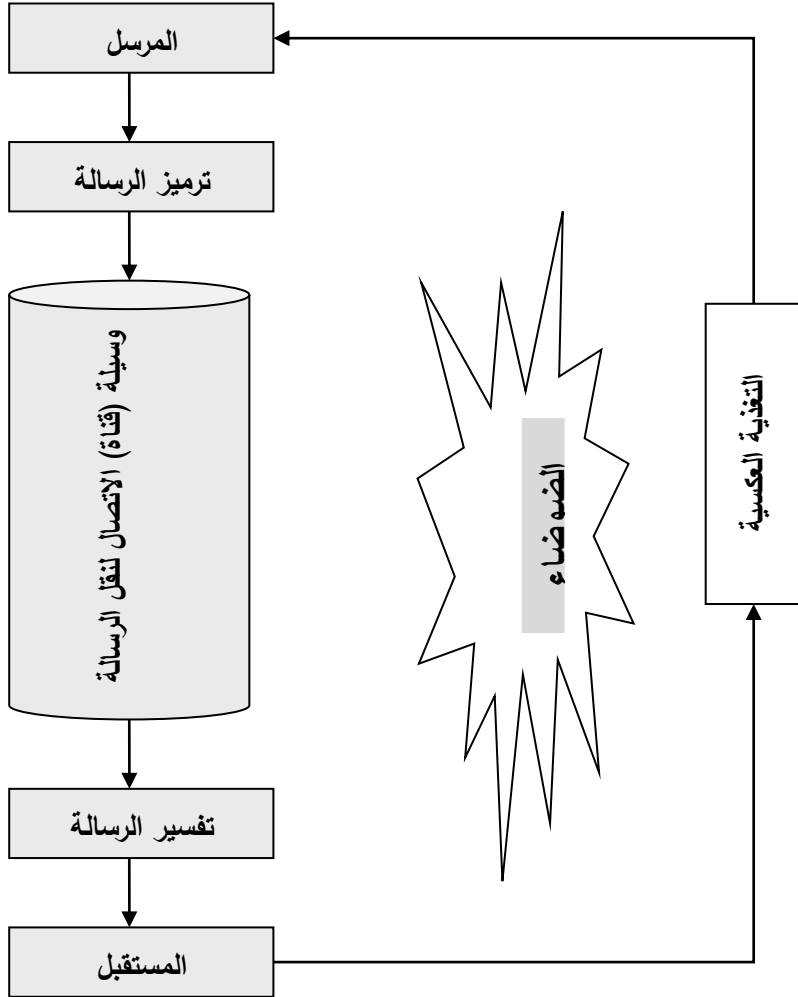 المرسل
ترميز الرسالة
وسيلة (قناة) الاتصال لنقل الرسالة
تفسير الرسالة
المستقبل
الضوضاء
التغذية العكسية